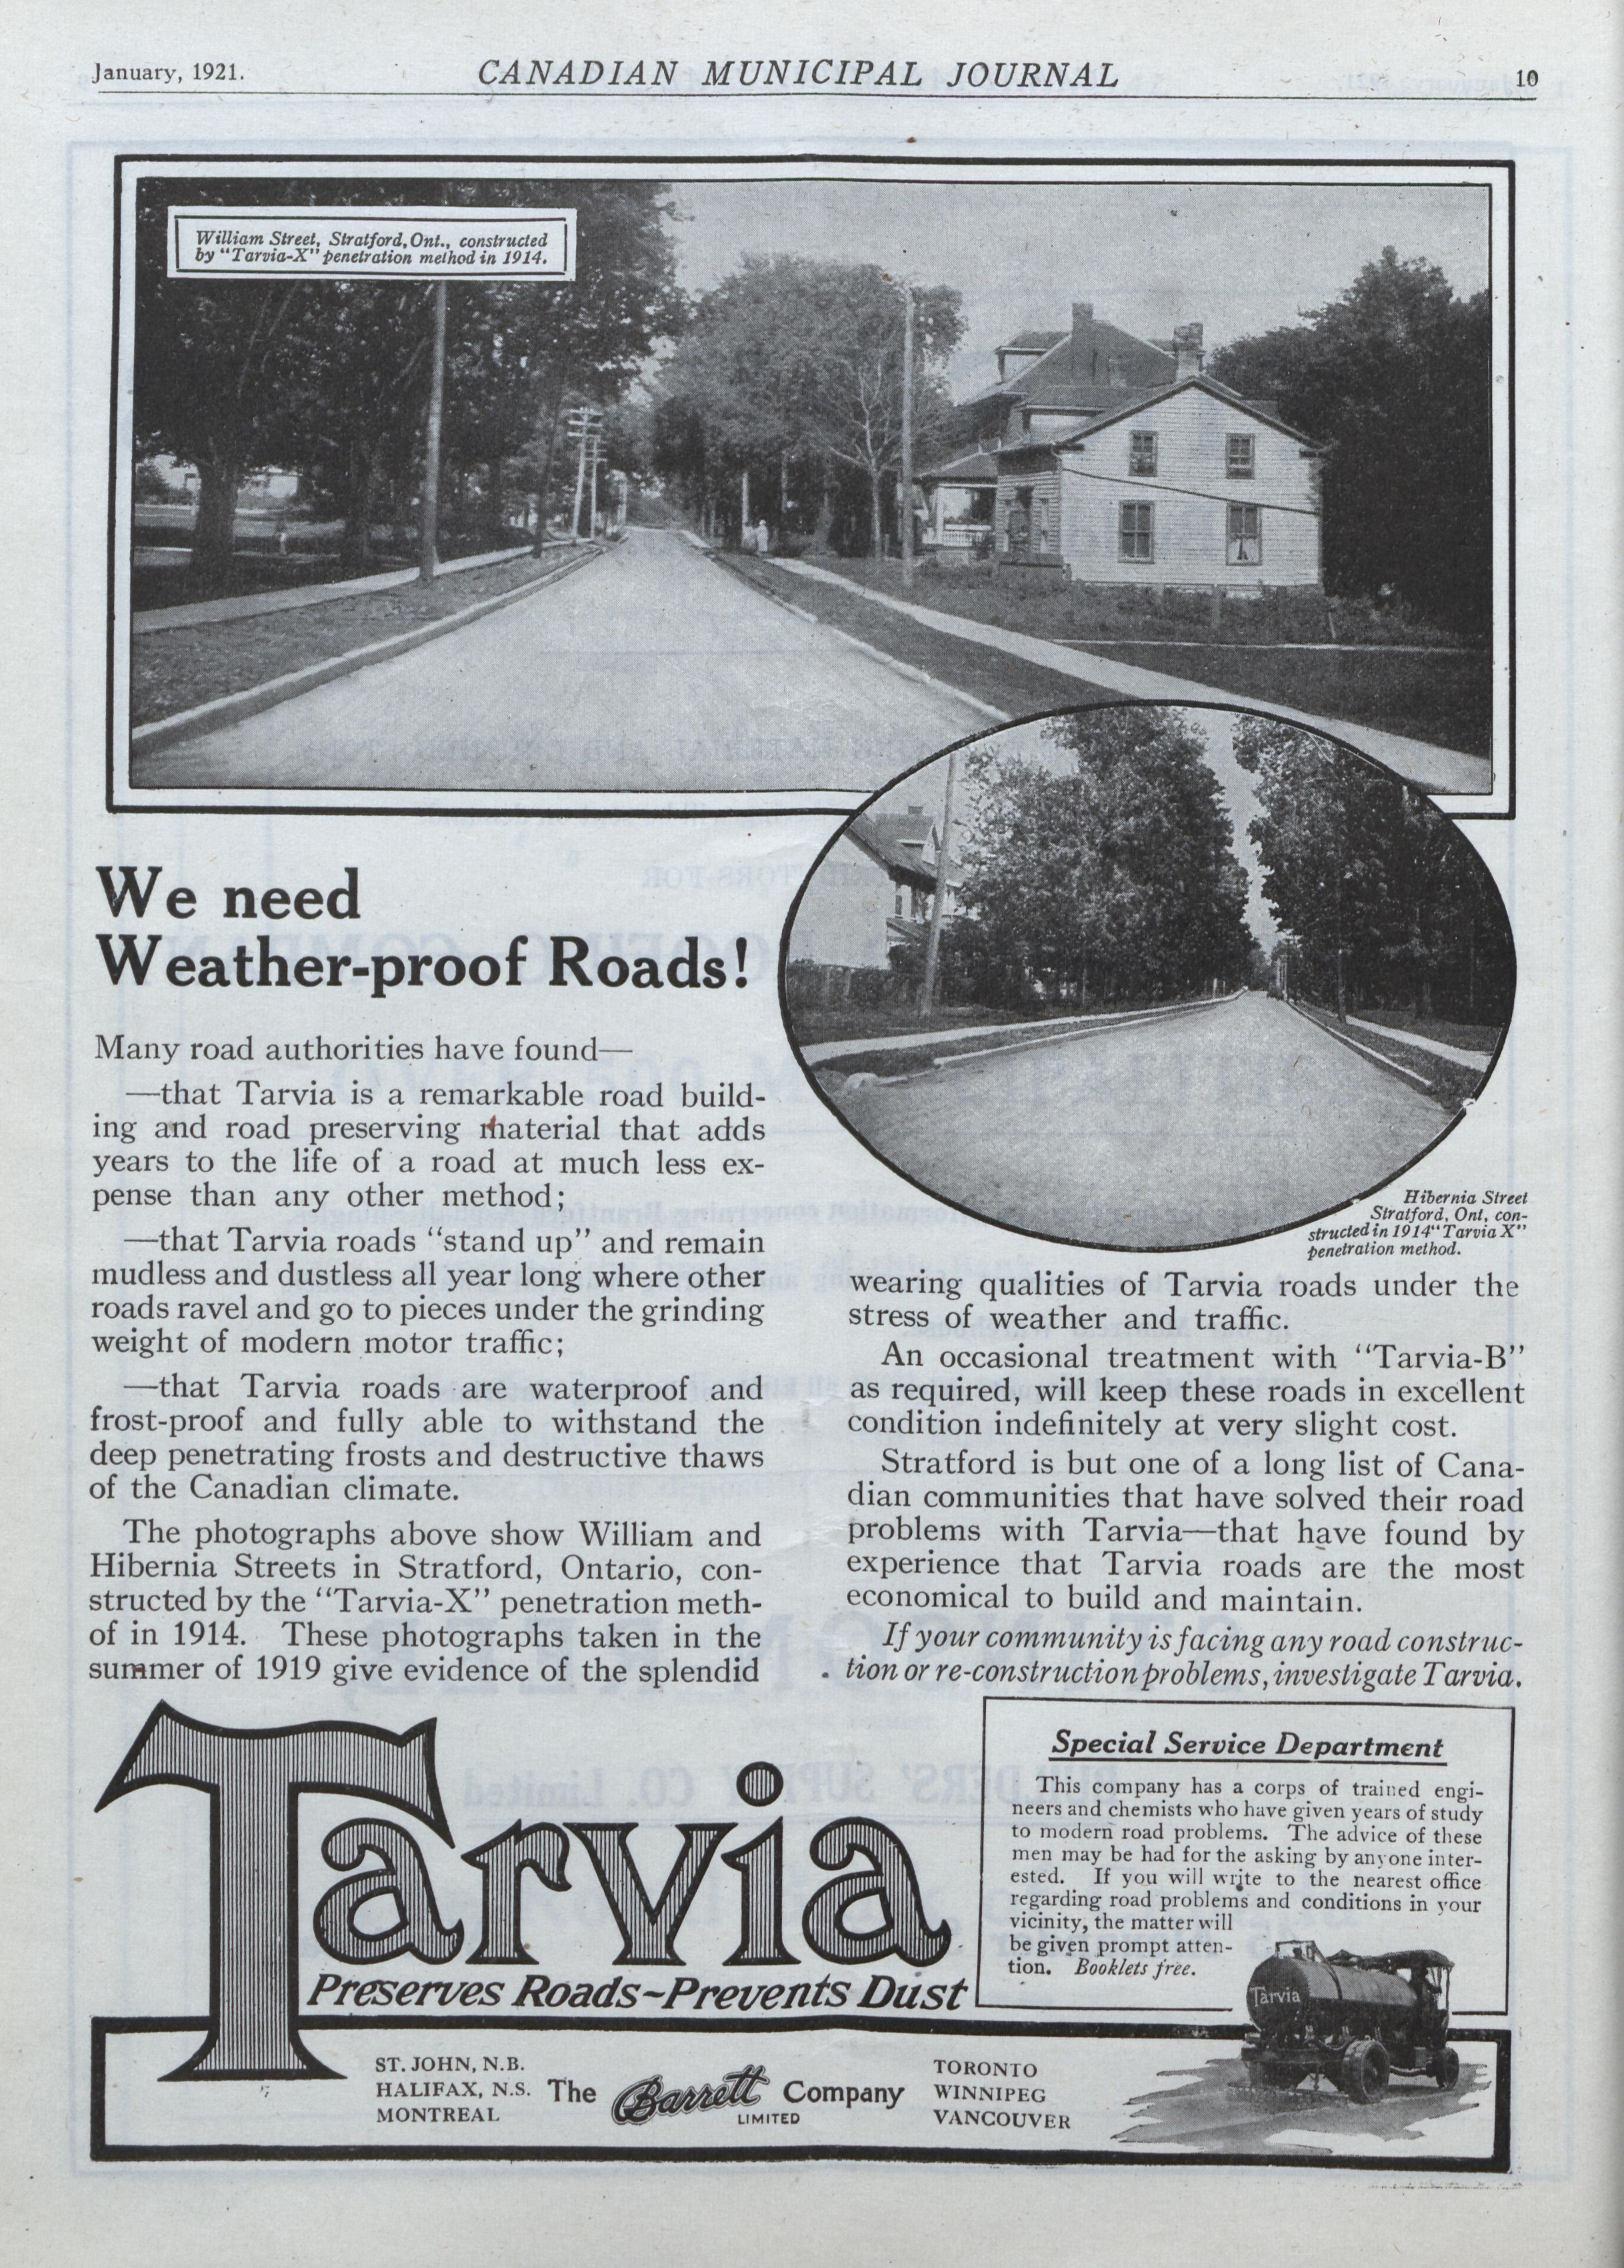 January, 1921.
CANADIAN MUNICIPAL JOURNAL
10
William Street, Stratford, Ont., constructed
by "Tarvia-X" penetration method in 1914.
We need
Weather-proof Roads!
Many road authorities have found—
—that Tarvia is a remarkable road build-
ing and road preserving material that adds
years to the life of a road at much less ex-
pense than any other method;
—that Tarvia roads "stand up" and remain
mudless and dustless all year long where other
roads ravel and go to pieces under the grinding
weight of modern motor traffic;
—that Tarvia roads are waterproof and
frost-proof and fully able to withstand the
deep penetrating frosts and destructive thaws
of the Canadian climate.
The photographs above show William and
Hibernia Streets in Stratford, Ontario, con-
structed by the "Tarvia-X" penetration meth-
of in 1914. These photographs taken in the
summer of 1919 give evidence of the splendid
Hibernia Street
Stratford, Ont, con-
structed in 1914 "Tarvia X"
penetration method.
wearing qualities of Tarvia roads under the
stress of weather and traffic.
An occasional treatment with "Tarvia-B"
as required, will keep these roads in excellent
condition indefinitely at very slight cost.
Stratford is but one of a long list of Cana-
dian communities that have solved their road
problems with Tarvia—that have found by
experience that Tarvia roads are the most
economical to build and maintain.
If your community is facing any road construc-
tion or re-construction problems, investigate Tarvia.
Tarvia
Preserves Roads~Prevents Dust
Special Service Department
This company has a corps of trained engi-
neers and chemists who have given years of study
to modern road problems. The advice of these
men may be had for the asking by anyone inter-
ested. If you will write to the nearest office
regarding road problems and conditions in your
vicinity, the matter will
be given prompt atten-
tion. Booklets free.
Tarvia
ST. JOHN, N.B.
HALIFAX, N.S.
MONTREAL
The Barrett Company
LIMITED
TORONTO
WINNIPEG
VANCOUVER